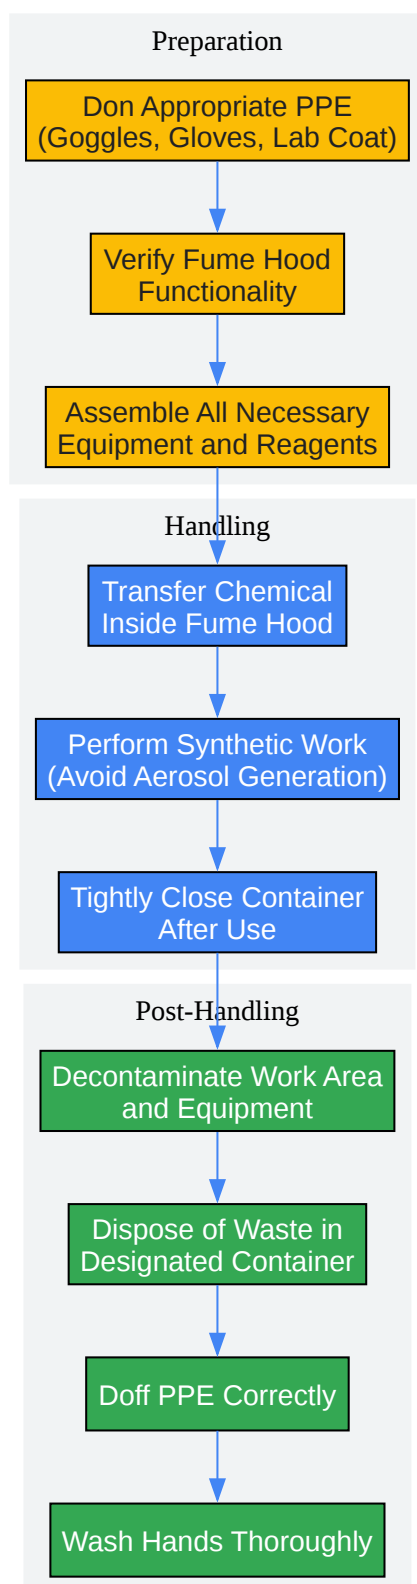 Preparation
Don Appropriate PPE
(Goggles, Gloves, Lab Coat)
Verify Fume Hood
Functionality
Assemble All Necessary
Equipment and Reagents
Handling
Transfer Chemical
Inside Fume Hood
Perform Synthetic Work
(Avoid Aerosol Generation)
Tightly Close Container
After Use
Post-Handling
Decontaminate Work Area
and Equipment
Dispose of Waste in
Designated Container
Doff PPE Correctly
Wash Hands Thoroughly